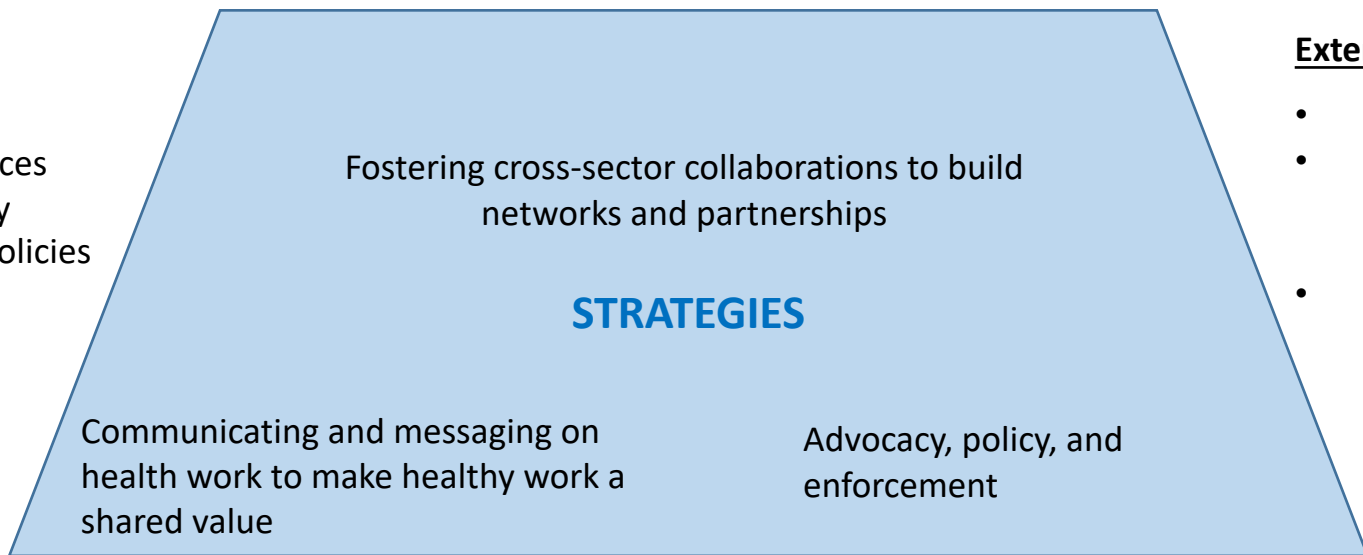 Exte
•
ces
•
Fostering cross-sector collaborations to build
y
networks and partnerships
olicies
•
STRATEGIES
Communicating and messaging on
health work to make healthy work a
shared value
Advocacy, policy, and
enforcement